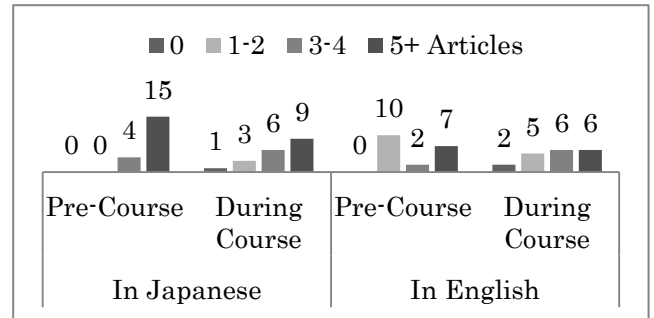 0 1-2 3-4 5+ Articles
0 0 4 15 1 3 6 9 0 10 2 7 2 5 6 6
Pre-Course During Course Pre-Course During Course
In Japanese In English